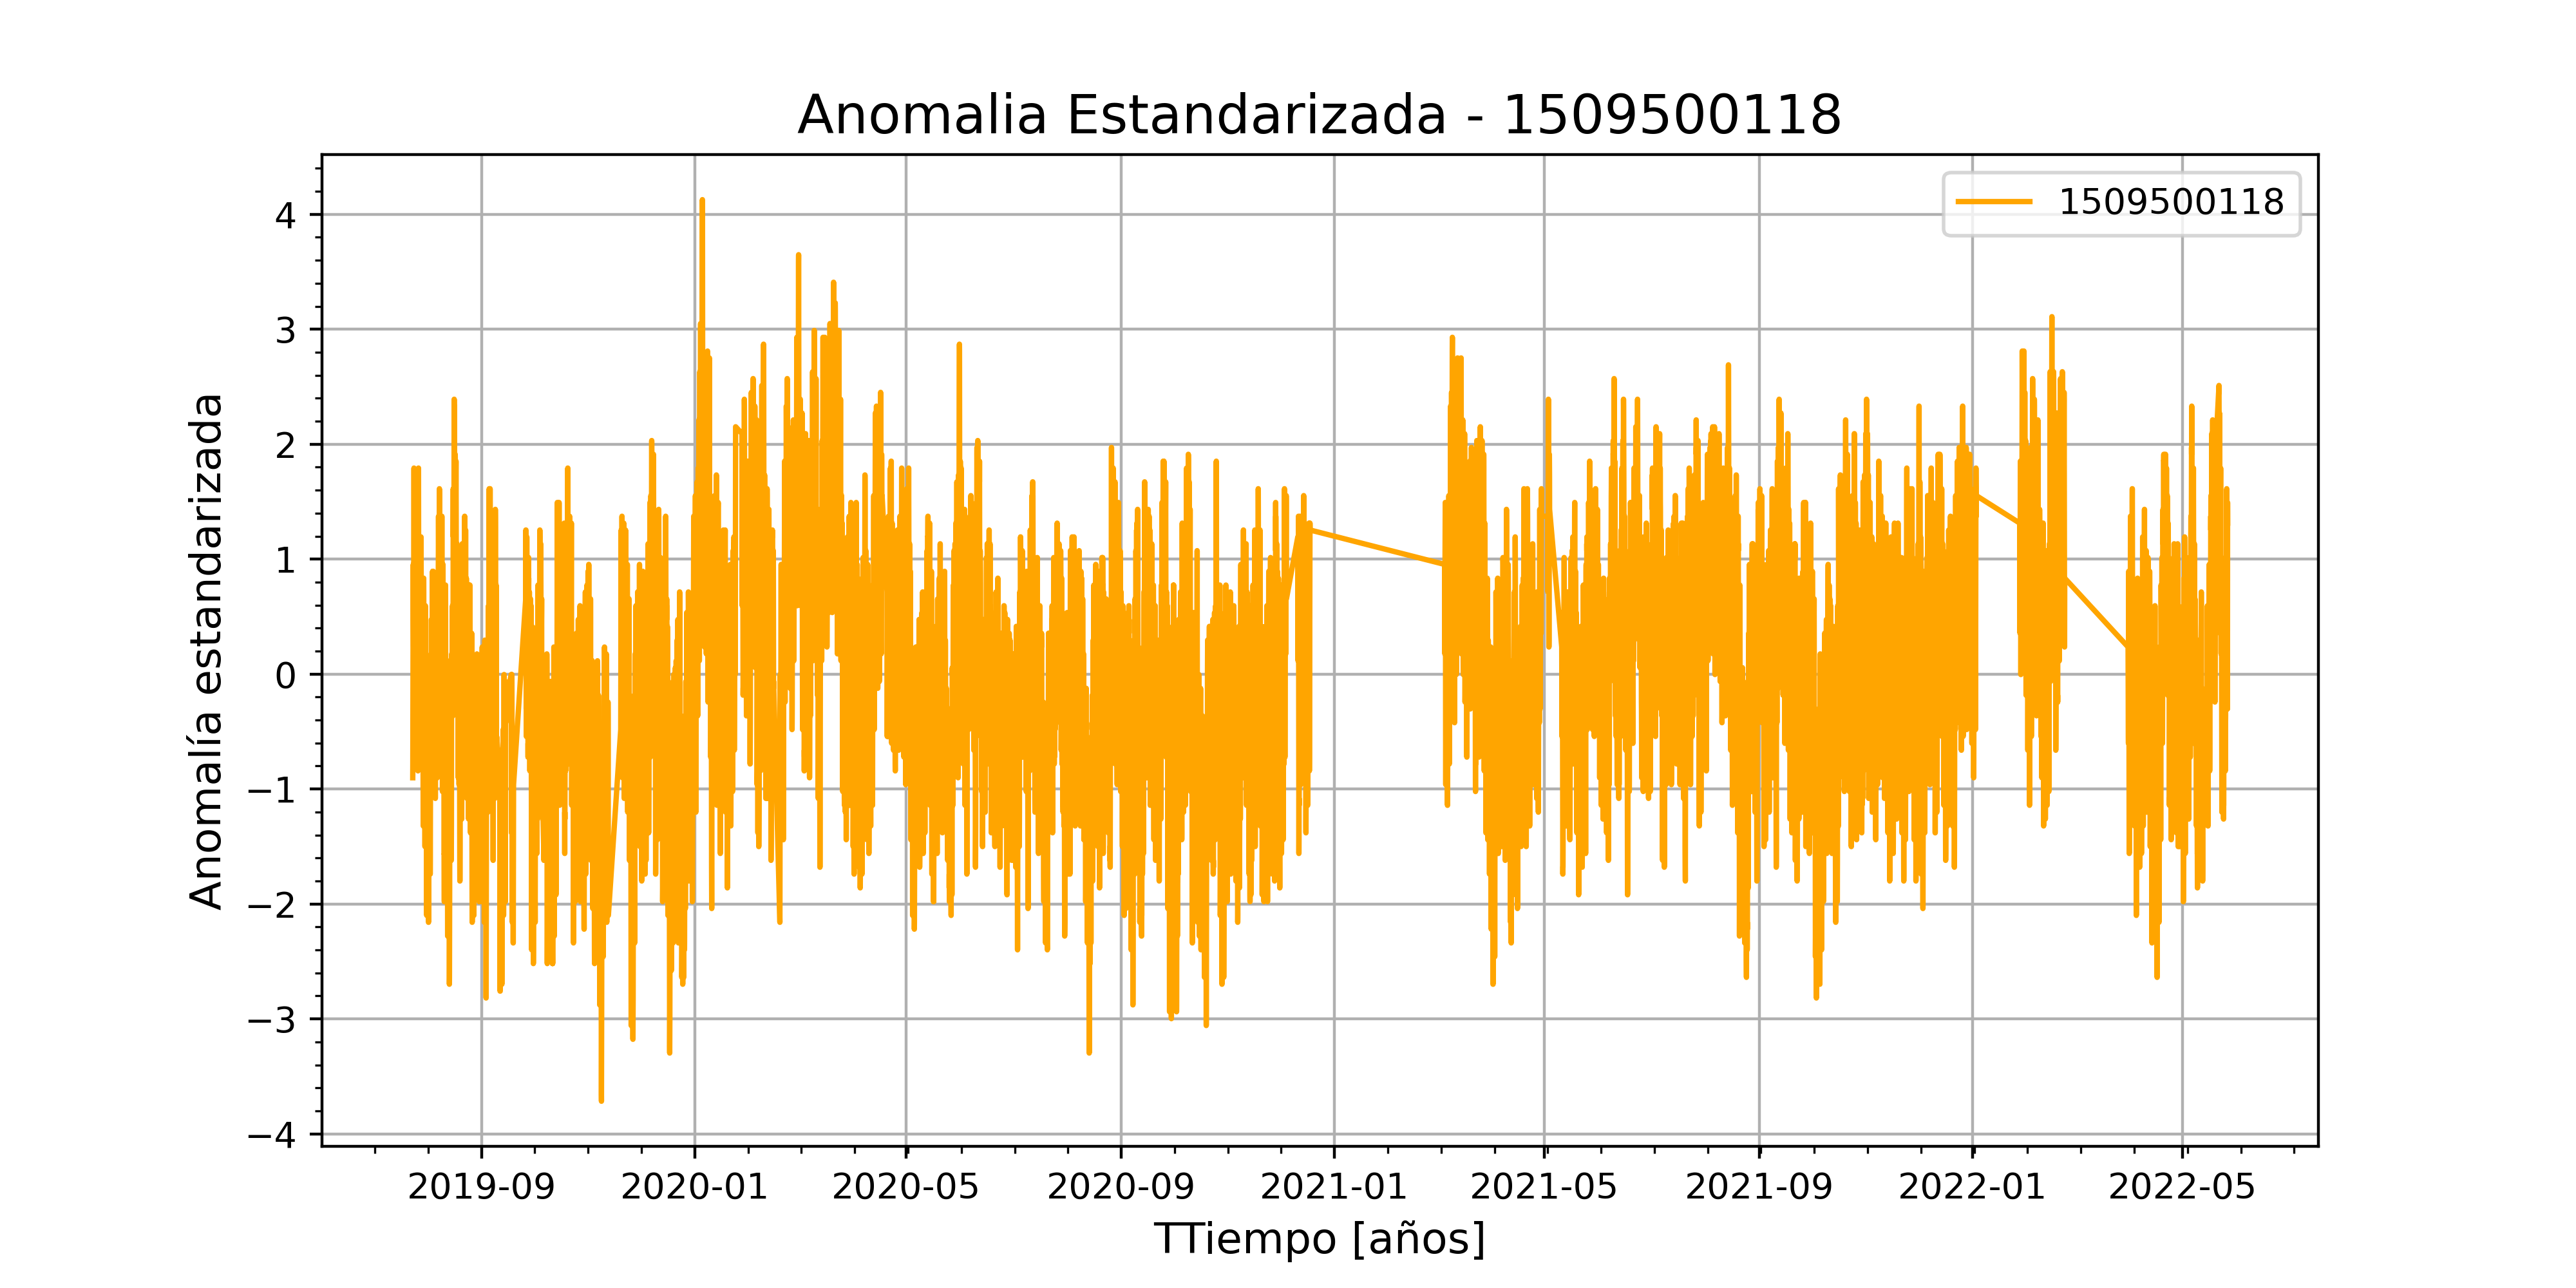 Anomalia Estandarizada - 1509500118
1509500118
Anomalía estandarizada
4
3
2
1
0
−1
−2
−3
−4
2019-09 2020-01 2020-05 2020-09 2021-01 2021-05 2021-09 2022-01 2022-05
TTiempo [años]